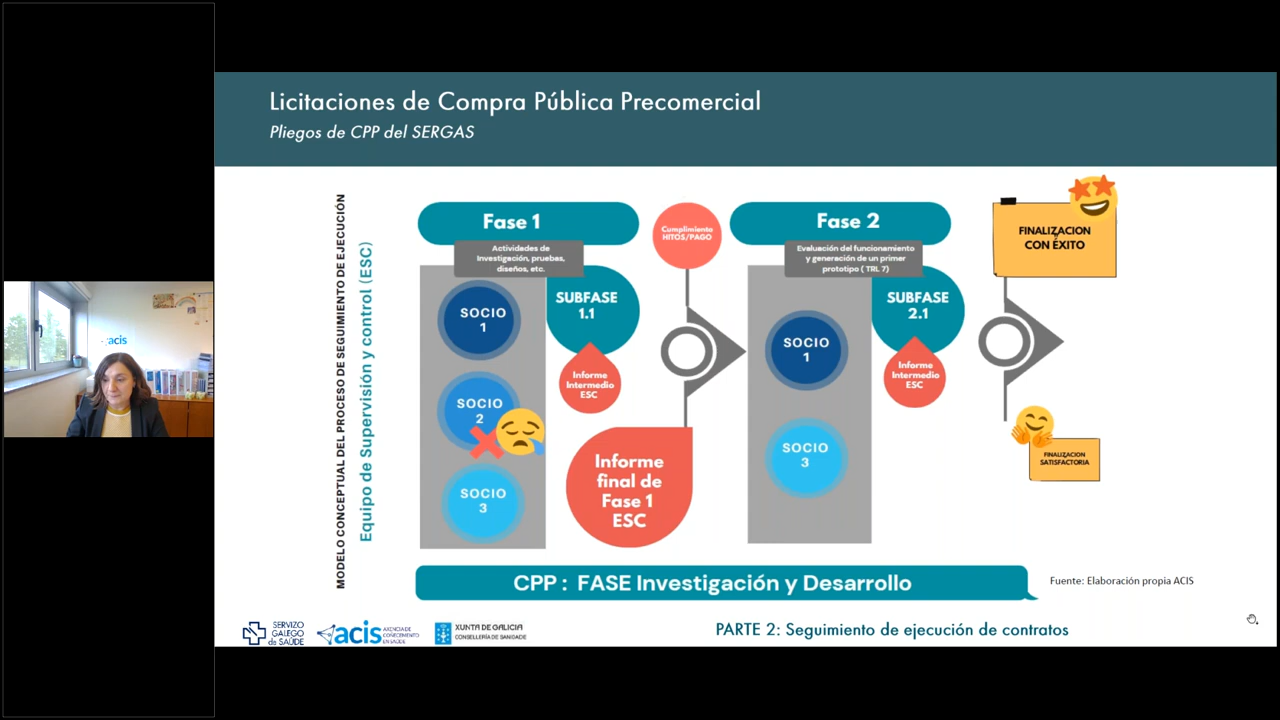 Licitaciones de Compra Pública Precomercial
Pliegos de CPP del SERGAS
MODELO CONCEPTUAL DEL PROCESO DE SEGUIMIENTO DE EJECUCIÓN
Equipo de Supervisión y control (ESC)
Fase 1
Actividades de
Investigación, pruebas,
diseños, etc.
SOCIO
1
SUBFASE
1.1
Informe
Intermedio
ESC
SOCIO
2
SOCIO
3
Informe
final de
Fase 1
ESC
Cumplimiento
HITOS/PAGO
Fase 2
Evaluación del funcionamiento
y generación de un primer
prototipo ( TRL 7)
SOCIO
1
SUBFASE
2.1
Informe
Intermedio
ESC
SOCIO
3
FINALIZACION
CON ÉXITO
FINALIZACION
SATISFACTORIA
CPP : FASE Investigación y Desarrollo
Fuente: Elaboración propia ACIS
SERVIZO
GALEGO
de SAÚDE
acis
AXENCIA DE
COÑECEMENTO
EN SAÚDE
XUNTA DE GALICIA
CONSELLERÍA DE SANIDADE
PARTE 2: Seguimiento de ejecución de contratos
acis